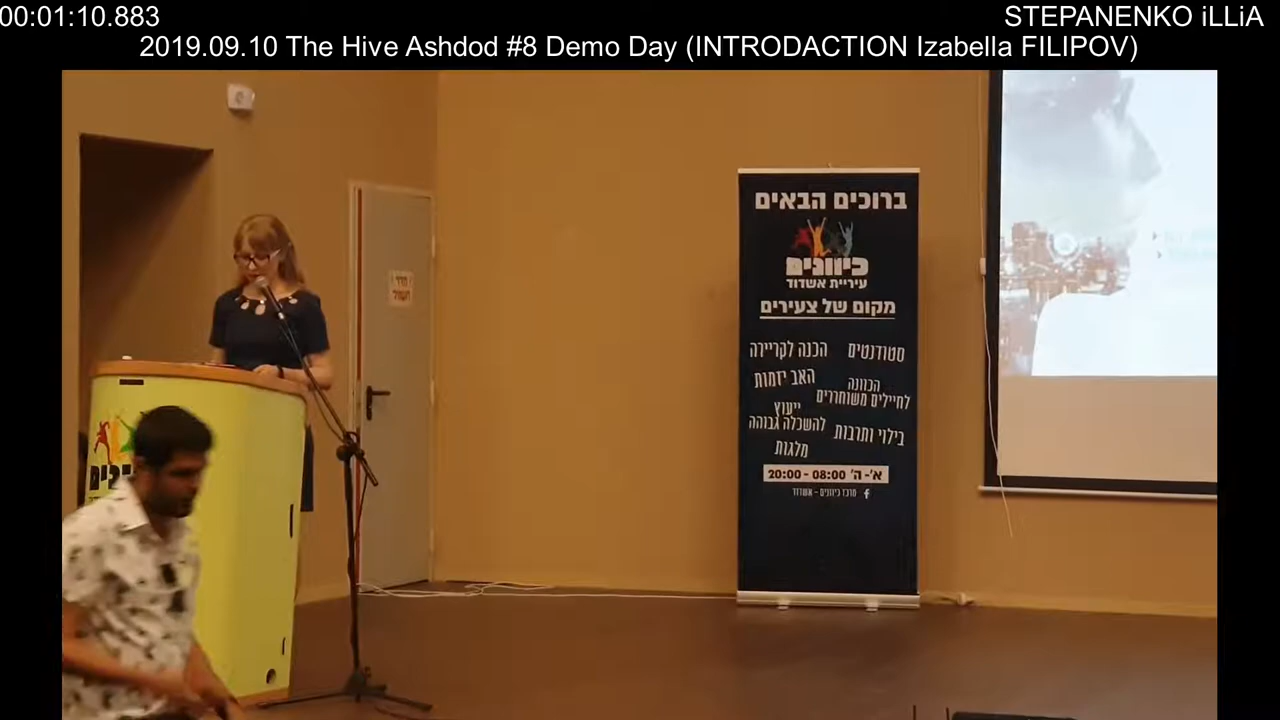 00:01:10.883
STEPANENKO iLLiA
2019.09.10 The Hive Ashdod #8 Demo Day (INTRODACTION Izabella FILIPOV)
חדר
חשמל
ברוכים הבאים
כיוונים
עיריית אשדוד
מקום של צעירים
סטודנטים
הכנה לקריירה
האב יזמות
הכוונה
לחיילים משוחררים
ייעוץ
להשכלה גבוהה
בילוי ותרבות
מלגות
א'- ה' 08:00 - 20:00
מרכז כיוונים - אשדוד